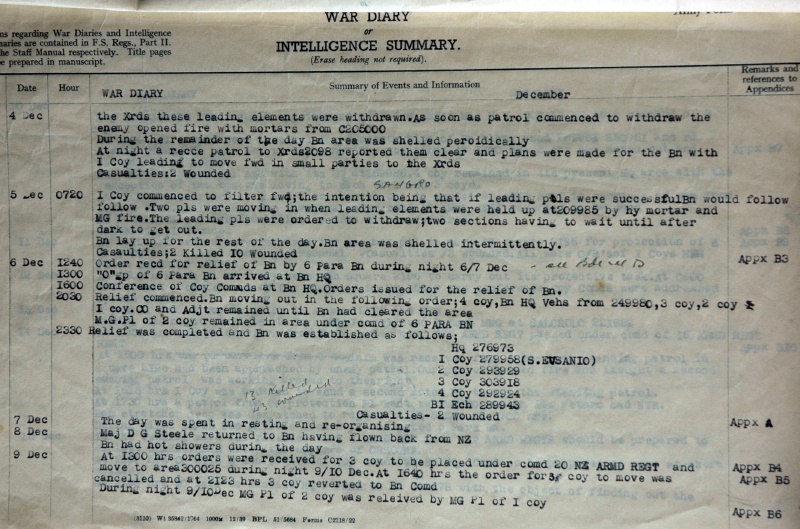 WAR DIARY
ns regarding War Diaries and Intelligence
or
naries are contained in F.S. Regs., Part II.
INTELLIGENCE SUMMARY.
he Staff Manual respectively. Title pages
e prepared in manuscript.
(Erase heading not required).
Remarks and
references to
Appendices
Date Hour Summary of Events and Information
WAR DIARY December
4 Dec the Xrds these leading elements were withdrawn.As soon as patrol commenced to withdraw the
enemy opened fire with mortars from C205000
During the remainder of the day Bn area was shelled peroidically
At night a recce patrol to Xrds2098 reported them clear and plans were made for the Bn with
I Coy leading to move fwd in small parties to the Xrds
Casualties:2 Wounded
SANGRO
5 Dec 0720 I Coy commenced to filter fwd;the intention being that if leading ptls were successfulBn would follow
follow .Two pls were moving in when leading elements were held up at209985 by hy mortar and
MG fire.The leading pls were ordered to withdraw;two sections having to wait until after
dark to get out.
Bn lay up for the rest of the day.Bn area was shelled intermittently.
Casaulties;2 Killed IO Wounded
6 Dec I240 Order recd for relief of Bn by 6 Para Bn during night 6/7 Dec - see Appx B3
I300 "O"gp of 6 Para Bn arrived at Bn HQ
I600 Conference of Coy Comads at Bn HQ.Orders issued for the relief of Bn.
2030 Relief commenced.Bn moving out in the following order;4 coy,Bn HQ Vehs from 249980,3 coy,2 coy &
I coy.CO and Adjt remained until Bn had cleared the area
M.G.Pl of 2 coy remained in area under comd of 6 PARA BN
2330 Relief was completed and Bn was established as follows;
Hq 276973
I Coy 279958(S.EUSANIO)
2 Coy 293929
3 Coy 303918
4 Coy 292924
BI Ech 289943
13 killed
43 wounded
Casualties- 2 Wounded
7 Dec The day was spent in resting and re-organising Appx A
8 Dec Maj D G Steele returned to Bn having flown back from NZ
Bn had hot showers during the day
9 Dec At I300 hrs orders were received for 3 coy to be placed under comd 20 NZ ARMD REGT and Appx B4
move to area300025 during night 9/10 Dec.At 1640 hrs the order for 3 coy to move was Appx B5
cancelled and at 2123 hrs 3 coy reverted to Bn Comd
During night 9/10Dec MG Pl of 2 coy was releived by MG Pl of I coy Appx B6